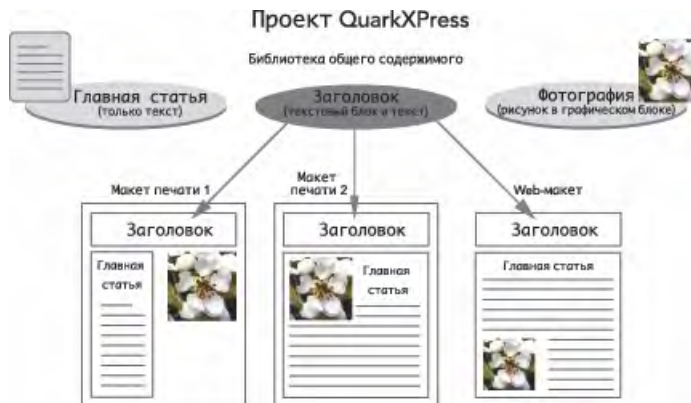 Проект QuarkXPress
Библиотека общего содержимого
Главная статья
(только текст)
Заголовок
(текстовый блок и текст)
Фотография
(рисунок в графическом блоке)
Макет печати 1
Макет
печати 2
Web-макет
Заголовок
Главная
статья
Заголовок
Главная
статья
Заголовок
Главная статья